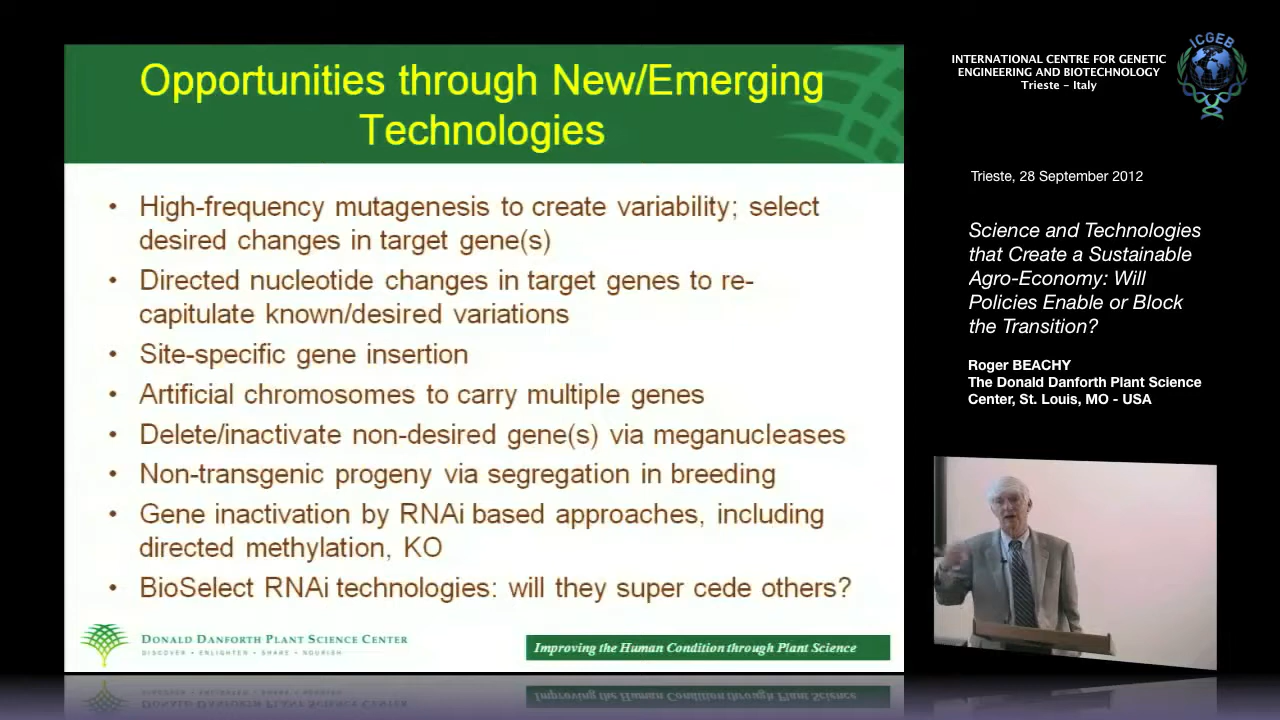 Opportunities through New/Emerging
Technologies
• High-frequency mutagenesis to create variability; select
desired changes in target gene(s)
• Directed nucleotide changes in target genes to re-
capitulate known/desired variations
• Site-specific gene insertion
• Artificial chromosomes to carry multiple genes
• Delete/inactivate non-desired gene(s) via meganucleases
• Non-transgenic progeny via segregation in breeding
• Gene inactivation by RNAi based approaches, including
directed methylation, KO
• BioSelect RNAi technologies: will they super cede others?
DONALD DANFORTH PLANT SCIENCE CENTER
DISCOVER • ENLIGHTEN • SHARE • NOURISH
Improving the Human Condition through Plant Science
INTERNATIONAL CENTRE FOR GENETIC
ENGINEERING AND BIOTECHNOLOGY
Trieste - Italy
ICGEB
Trieste, 28 September 2012
Science and Technologies
that Create a Sustainable
Agro-Economy: Will
Policies Enable or Block
the Transition?
Roger BEACHY
The Donald Danforth Plant Science
Center, St. Louis, MO - USA